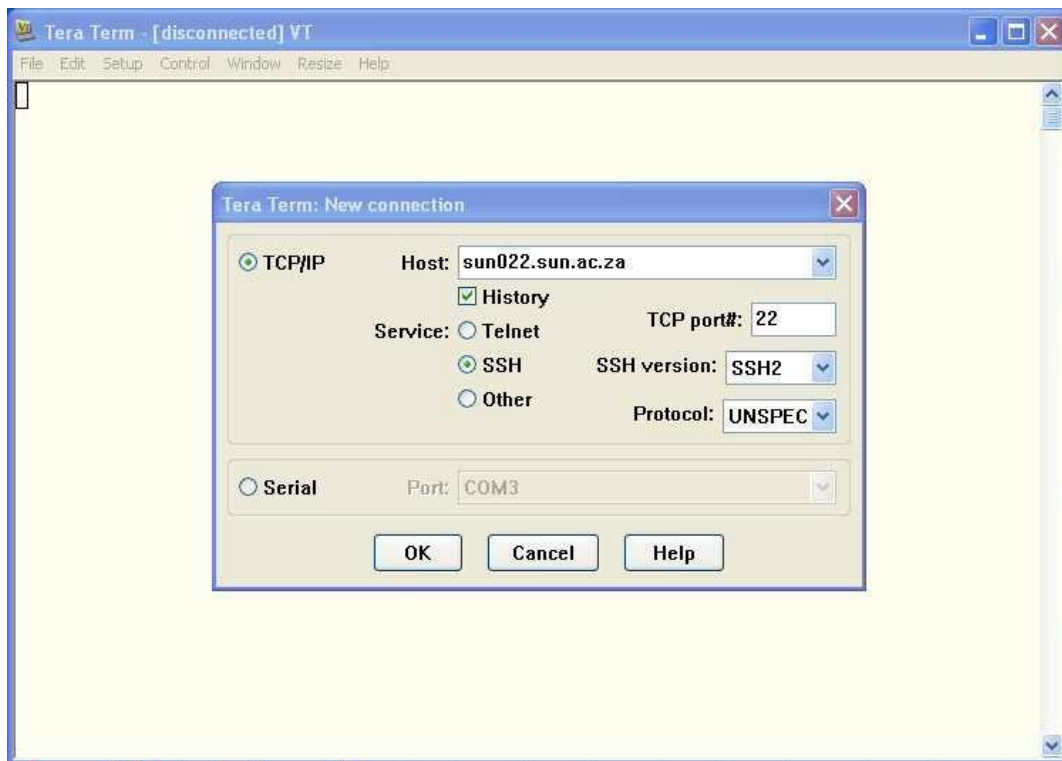 Tera Term - [disconnected] VT
File Edit Setup Control Window Resize Help
Tera Term: New connection
TCP/IP Host: sun022.sun.ac.za
History
Service: Telnet TCP port#: 22
SSH SSH version: SSH2
Other Protocol: UNSPEC
Serial Port: COM3
OK Cancel Help